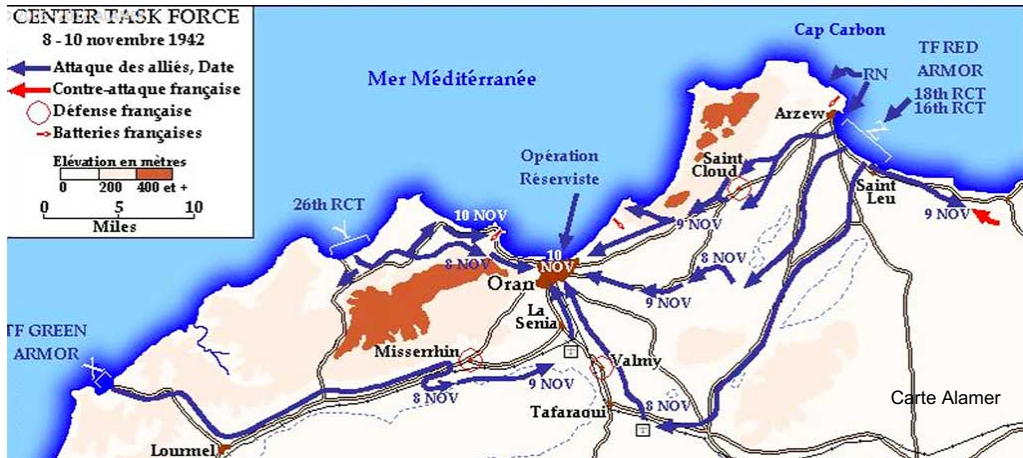 CENTER TASK FORCE
8 - 10 novembre 1942
Attaque des alliés, Date
Contre-attaque française
Défense française
Batteries françaises
Elévation en mètres
0 200 400 et +
0 5 10
Miles
Mer Méditérranée
Cap Carbon
TF RED
ARMOR
18th RCT
16th RCT
RN
Z
Arzew
Saint
Cloud
Saint
Leu
9 NOV
Opération
Réserviste
26th RCT
Y
10 NOV
8 NOV
10
NOV
Oran
9 NOV
8 NOV
9 NOV
La
Senia
TF GREEN
ARMOR
X
Misserrhin
8 NOV
9 NOV
Valmy
Tafaraoui
8 NOV
Lourmel
Carte Alamer